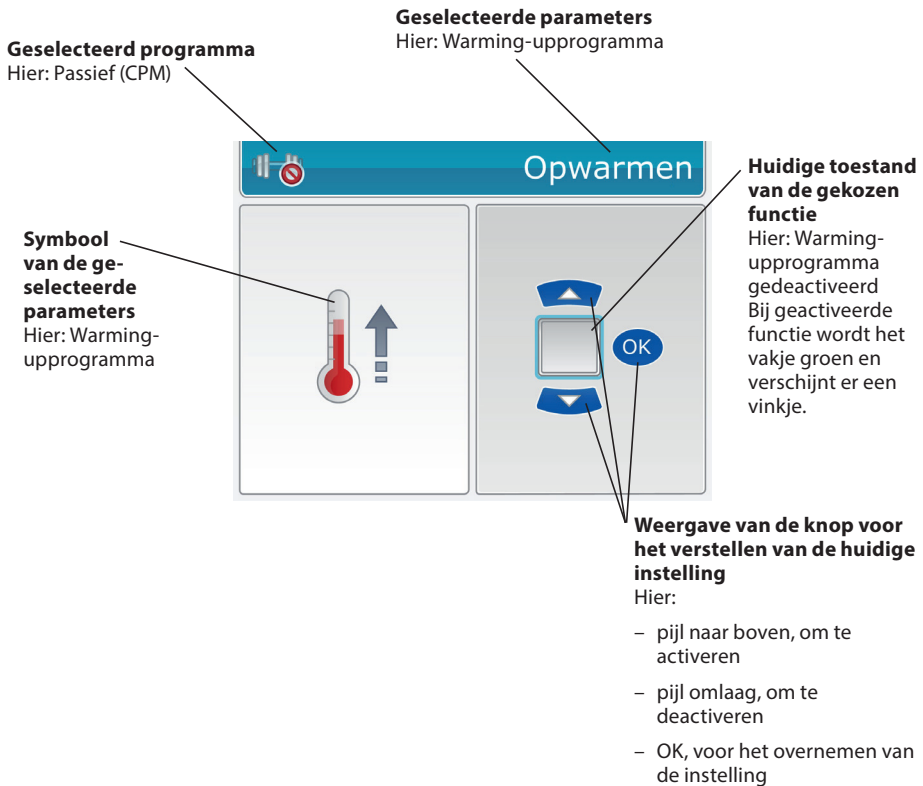 Geselecteerde parameters
Hier: Warming-upprogramma
Geselecteerd programma
Hier: Passief (CPM)
Opwarmen
Huidige toestand
van de gekozen
functie
Hier: Warming-
upprogramma
gedeactiveerd
Bij geactiveerde
functie wordt het
vakje groen en
verschijnt er een
vinkje.
Symbool
van de ge-
selecteerde
parameters
Hier: Warming-
upprogramma
OK
Weergave van de knop voor
het verstellen van de huidige
instelling
Hier:
– pijl naar boven, om te
activeren
– pijl omlaag, om te
deactiveren
– OK, voor het overnemen van
de instelling